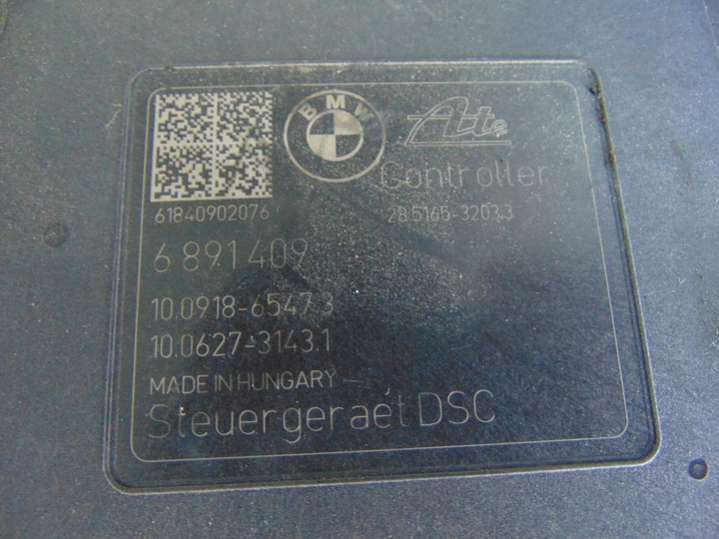 BMW
Ate
Controller
61840902076
28.5165-3203.3
6 891 409
10.0918-6547.3
10.0627-3143.1
MADE IN HUNGARY
Steuergeraet DSC